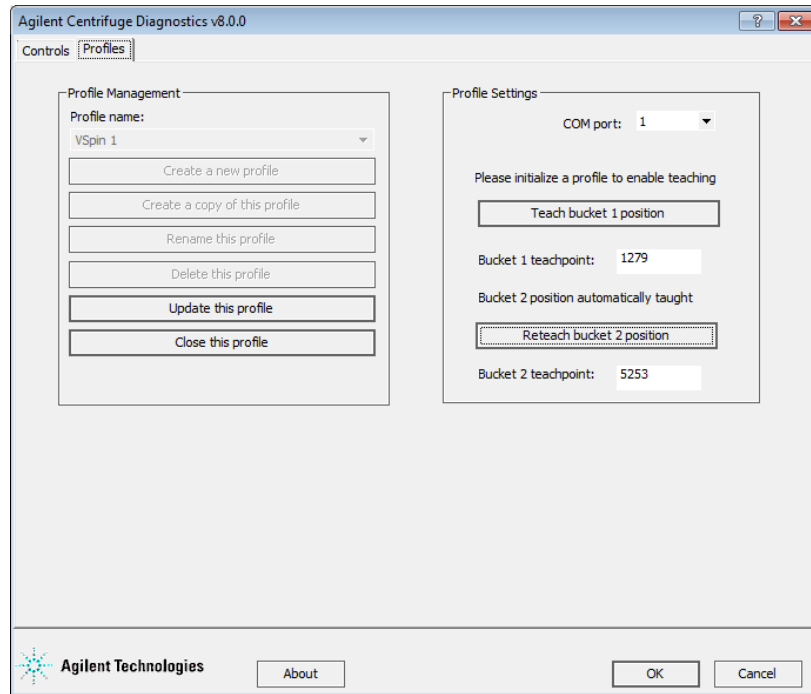 Agilent Centrifuge Diagnostics v8.0.0
Controls
Profiles
Profile Management
Profile name:
VSpin 1
Create a new profile
Create a copy of this profile
Rename this profile
Delete this profile
Update this profile
Close this profile
Profile Settings
COM port: 1
Please initialize a profile to enable teaching
Teach bucket 1 position
Bucket 1 teachpoint: 1279
Bucket 2 position automatically taught
Reteach bucket 2 position
Bucket 2 teachpoint: 5253
Agilent Technologies
About
OK
Cancel